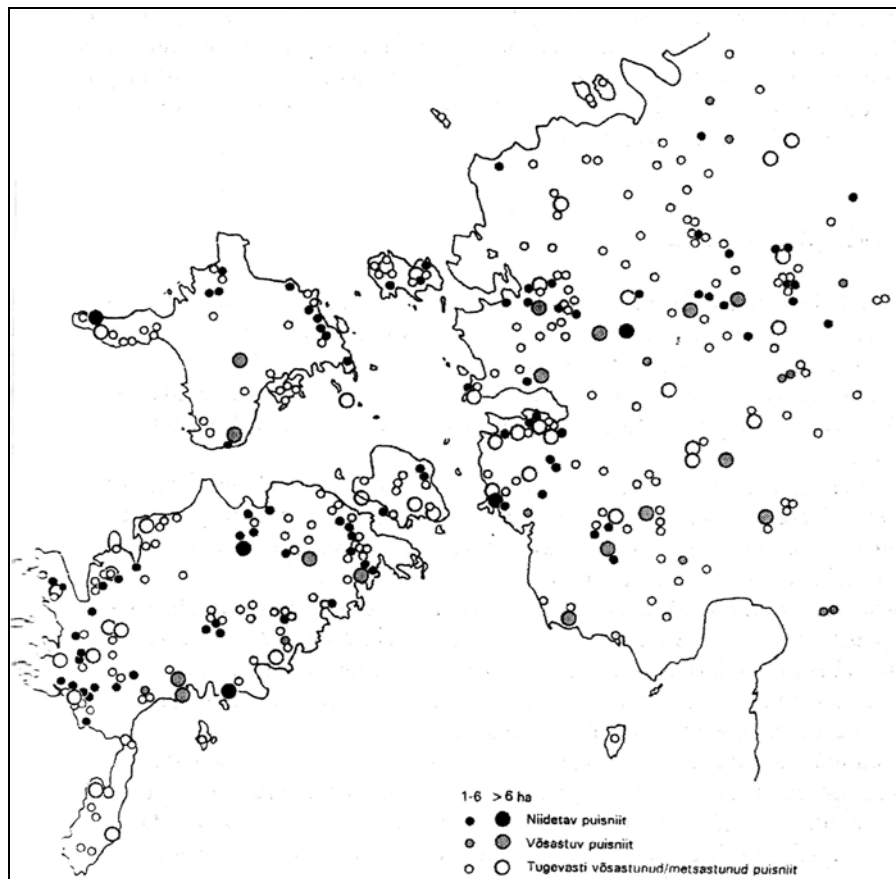 1-6 >6 ha
Niidetav puisniit
Võsastuv puisniit
Tugevasti võsastunud/metsastunud puisniit